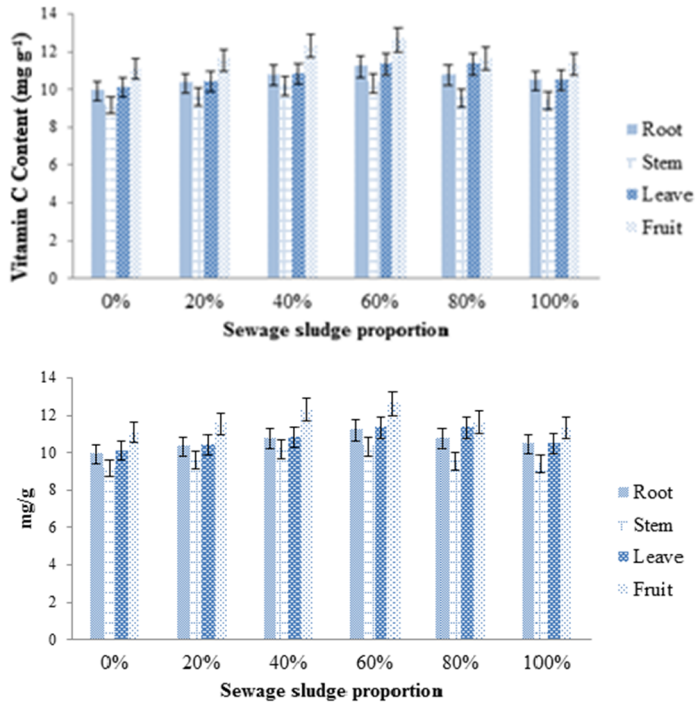 Vitamin C Content (mg g⁻¹)
14
12
10
8
6
4
2
0
0% 20% 40% 60% 80% 100%
Sewage sludge proportion
Root
Stem
Leave
Fruit
mg/g
14
12
10
8
6
4
2
0
0% 20% 40% 60% 80% 100%
Sewage sludge proportion
Root
Stem
Leave
Fruit